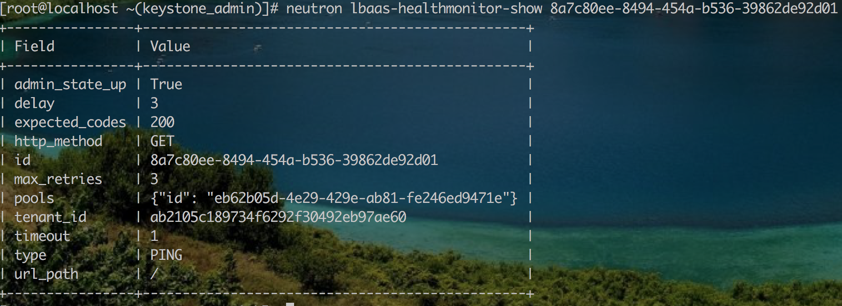 [root@localhost ~(keystone_admin)]# neutron lbaas-healthmonitor-show 8a7c80ee-8494-454a-b536-39862de92d01
+----------------+------------------------------------------------+
| Field          | Value                                          |
+----------------+------------------------------------------------+
| admin_state_up | True                                           |
| delay          | 3                                              |
| expected_codes | 200                                            |
| http_method    | GET                                            |
| id             | 8a7c80ee-8494-454a-b536-39862de92d01           |
| max_retries    | 3                                              |
| pools          | {"id": "eb62b05d-4e29-429e-ab81-fe246ed9471e"} |
| tenant_id      | ab2105c189734f6292f30492eb97ae60               |
| timeout        | 1                                              |
| type           | PING                                           |
| url_path       | /                                              |
+----------------+------------------------------------------------+